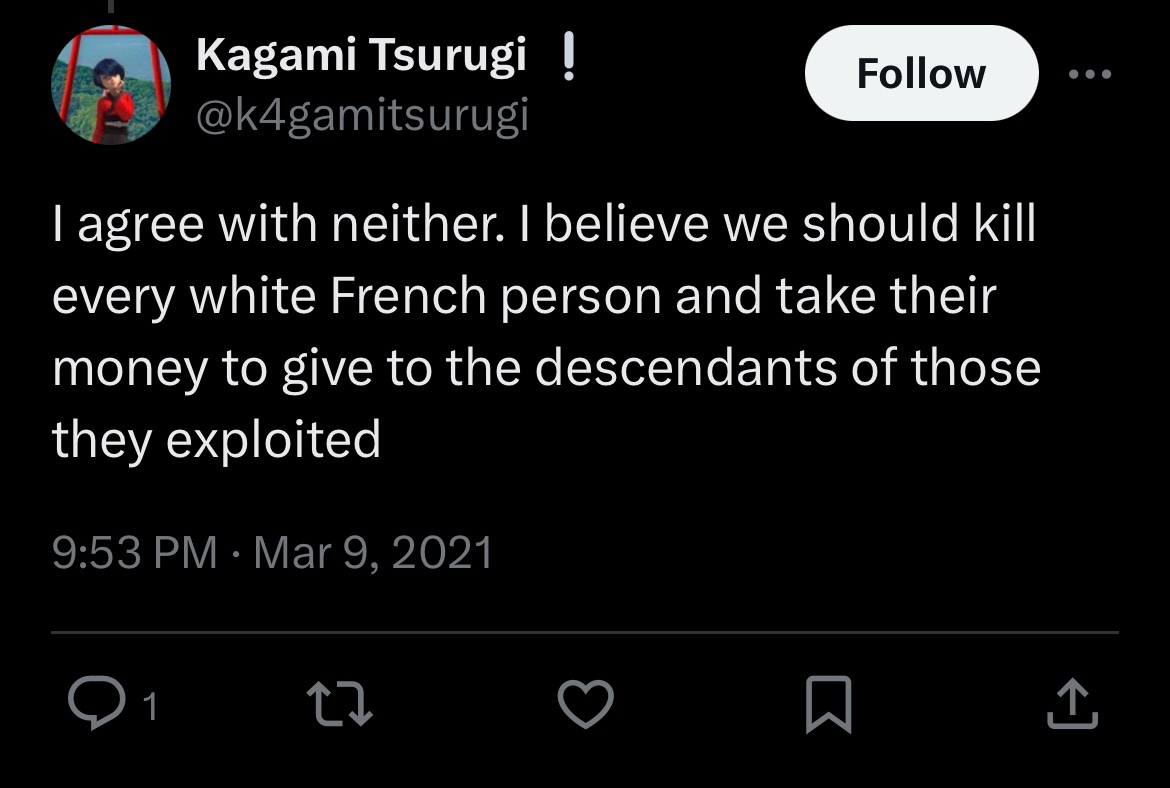 Kagami Tsurugi ❕
@k4gamitsurugi
Follow
I agree with neither. I believe we should kill
every white French person and take their
money to give to the descendants of those
they exploited
9:53 PM · Mar 9, 2021
1